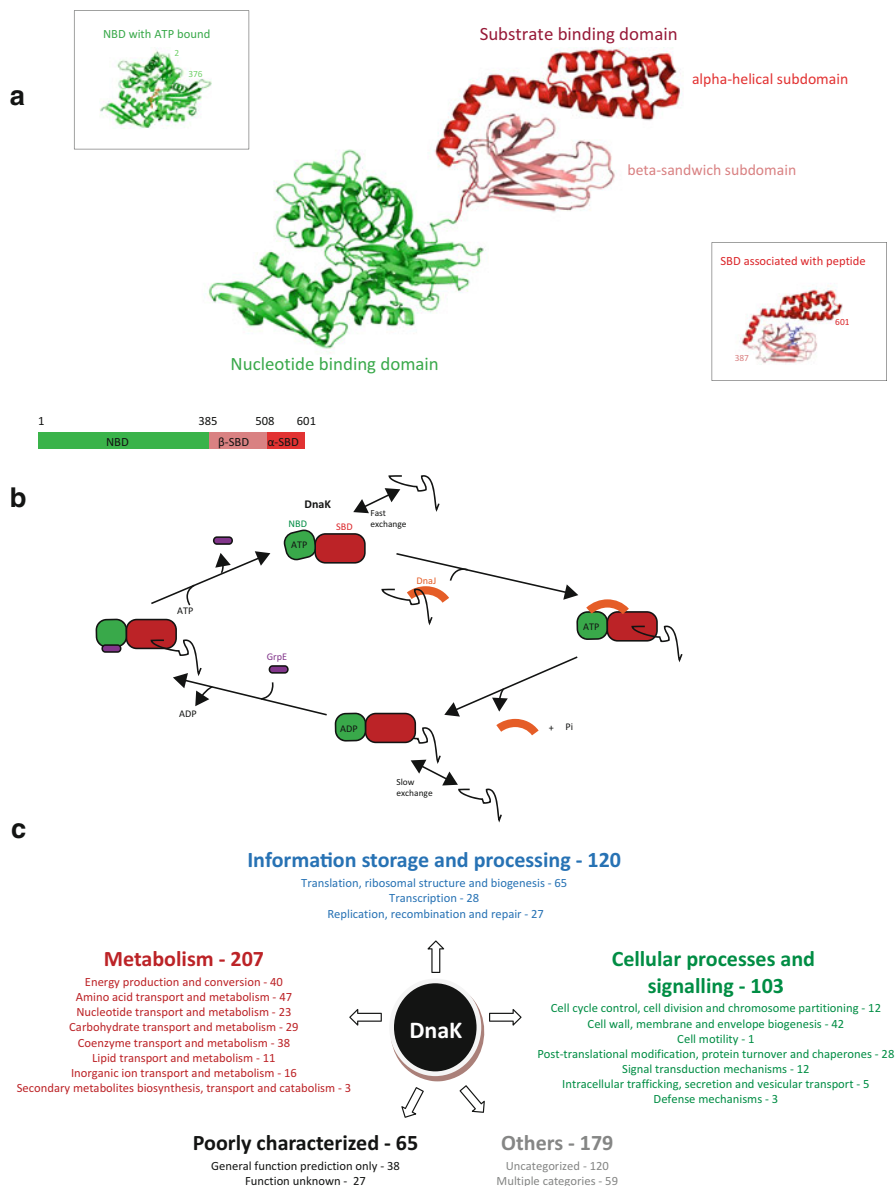 a
NBD with ATP bound
2
376
Substrate binding domain
alpha-helical subdomain
beta-sandwich subdomain
Nucleotide binding domain
SBD associated with peptide
601
387
1 385 508 601
NBD β-SBD α-SBD
b
DnaK
NBD SBD
ATP
Fast
exchange
DnaJ
ATP
ATP
GrpE
ADP
ADP
+ Pi
Slow
exchange
c
Information storage and processing - 120
Translation, ribosomal structure and biogenesis - 65
Transcription - 28
Replication, recombination and repair - 27
Metabolism - 207
Energy production and conversion - 40
Amino acid transport and metabolism - 47
Nucleotide transport and metabolism - 23
Carbohydrate transport and metabolism - 29
Coenzyme transport and metabolism - 38
Lipid transport and metabolism - 11
Inorganic ion transport and metabolism - 16
Secondary metabolites biosynthesis, transport and catabolism - 3
DnaK
Cellular processes and
signalling - 103
Cell cycle control, cell division and chromosome partitioning - 12
Cell wall, membrane and envelope biogenesis - 42
Cell motility - 1
Post-translational modification, protein turnover and chaperones - 28
Signal transduction mechanisms - 12
Intracellular trafficking, secretion and vesicular transport - 5
Defense mechanisms - 3
Poorly characterized - 65
General function prediction only - 38
Function unknown - 27
Others - 179
Uncategorized - 120
Multiple categories - 59